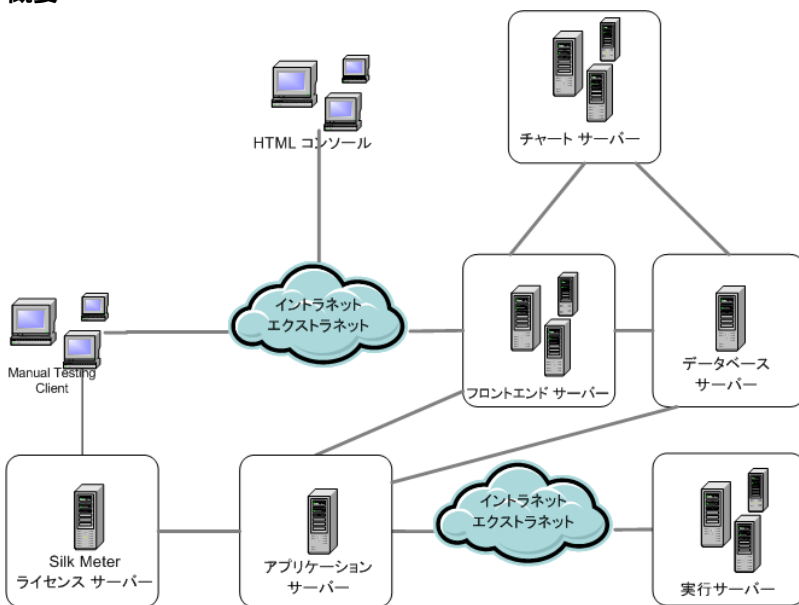 チャート サーバー
HTML コンソール
イントラネット
エクストラネット
Manual Testing
Client
フロントエンド サーバー
データベース
サーバー
Silk Meter
ライセンス サーバー
アプリケーション
サーバー
イントラネット
エクストラネット
実行サーバー